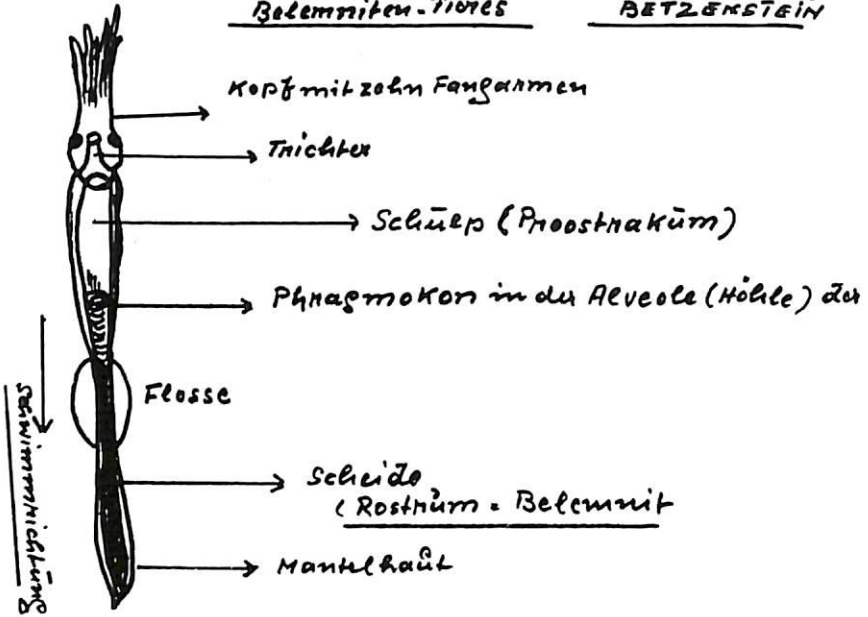 Belemniten-Tieres BETZENSTEIN
Kopf mit zehn Fangarmen
Trichter
Schulp (Proostrakum)
Phragmokon in der Alveole (Höhle) der
Flosse
Schwimmrichtung
Scheide
(Rostrum = Belemnit
Mantelhaut